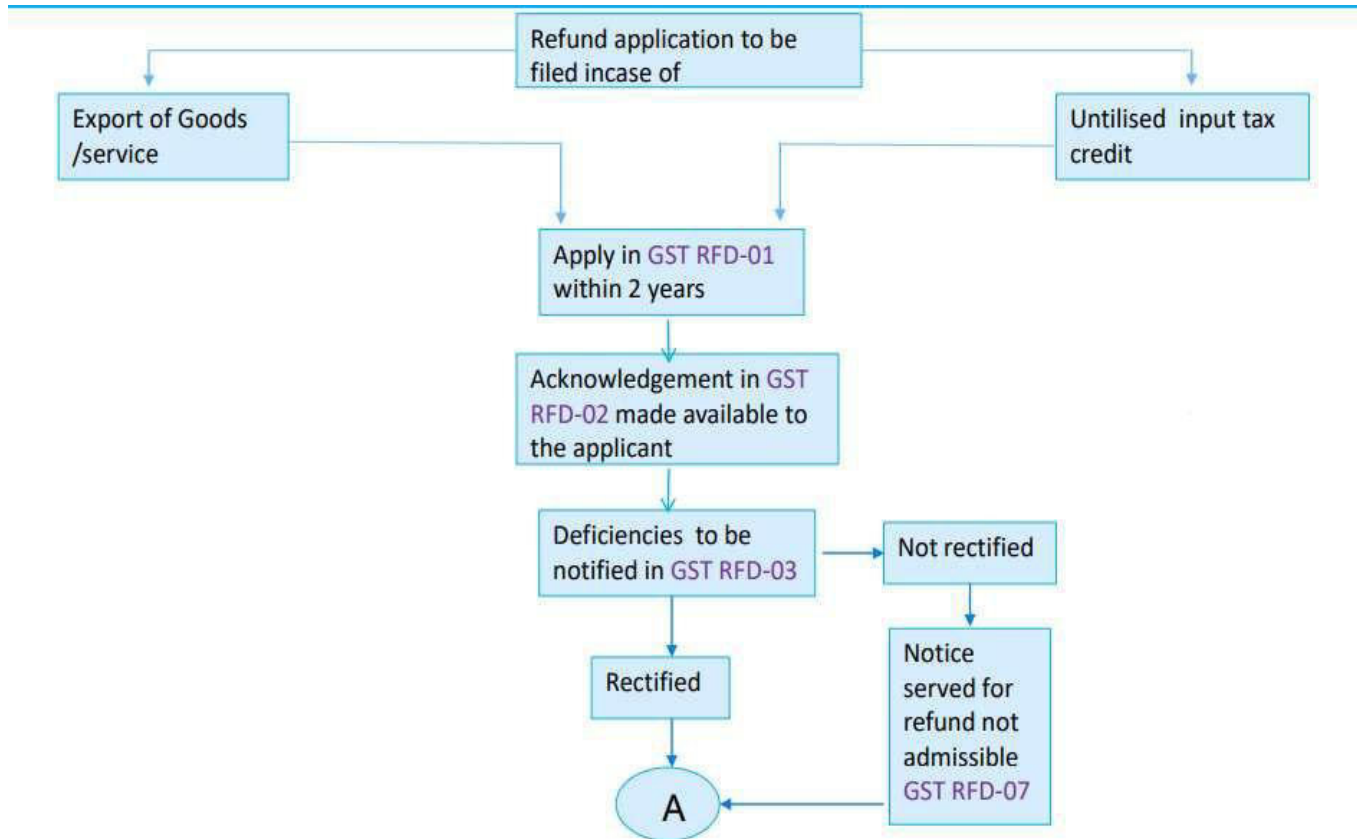 Refund application to be
filed incase of
Export of Goods
/service
Untilised input tax
credit
Apply in GST RFD-01
within 2 years
Acknowledgement in GST
RFD-02 made available to
the applicant
Deficiencies to be
notified in GST RFD-03
Not rectified
Rectified
Notice
served for
refund not
admissible
GST RFD-07
A